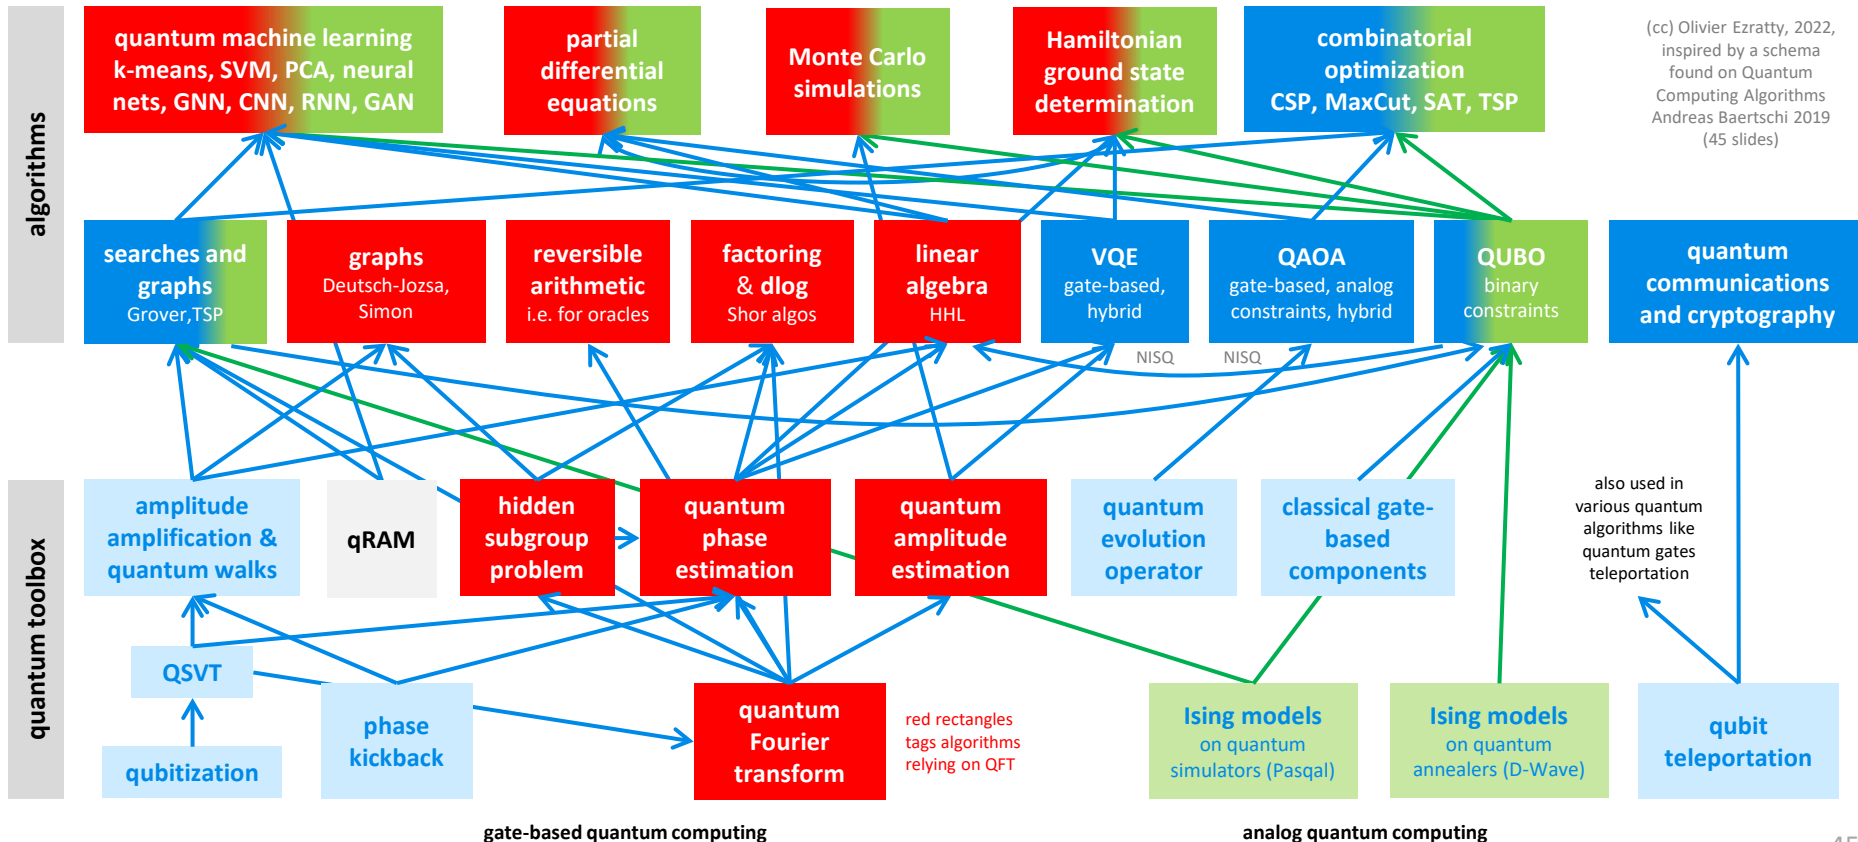 algorithms
quantum machine learning
k-means, SVM, PCA, neural
nets, GNN, CNN, RNN, GAN
partial
differential
equations
Monte Carlo
simulations
Hamiltonian
ground state
determination
combinatorial
optimization
CSP, MaxCut, SAT, TSP
(cc) Olivier Ezratty, 2022,
inspired by a schema
found on Quantum
Computing Algorithms
Andreas Baertschi 2019
(45 slides)
searches and
graphs
Grover,TSP
graphs
Deutsch-Jozsa,
Simon
reversible
arithmetic
i.e. for oracles
factoring
& dlog
Shor algos
linear
algebra
HHL
VQE
gate-based,
hybrid
QAOA
gate-based, analog
constraints, hybrid
QUBO
binary
constraints
quantum
communications
and cryptography
NISQ
NISQ
quantum toolbox
amplitude
amplification &
quantum walks
qRAM
hidden
subgroup
problem
quantum
phase
estimation
quantum
amplitude
estimation
quantum
evolution
operator
classical gate-
based
components
also used in
various quantum
algorithms like
quantum gates
teleportation
QSVT
qubitization
phase
kickback
quantum
Fourier
transform
red rectangles
tags algorithms
relying on QFT
Ising models
on quantum
simulators (Pasqal)
Ising models
on quantum
annealers (D-Wave)
qubit
teleportation
gate-based quantum computing
analog quantum computing
45